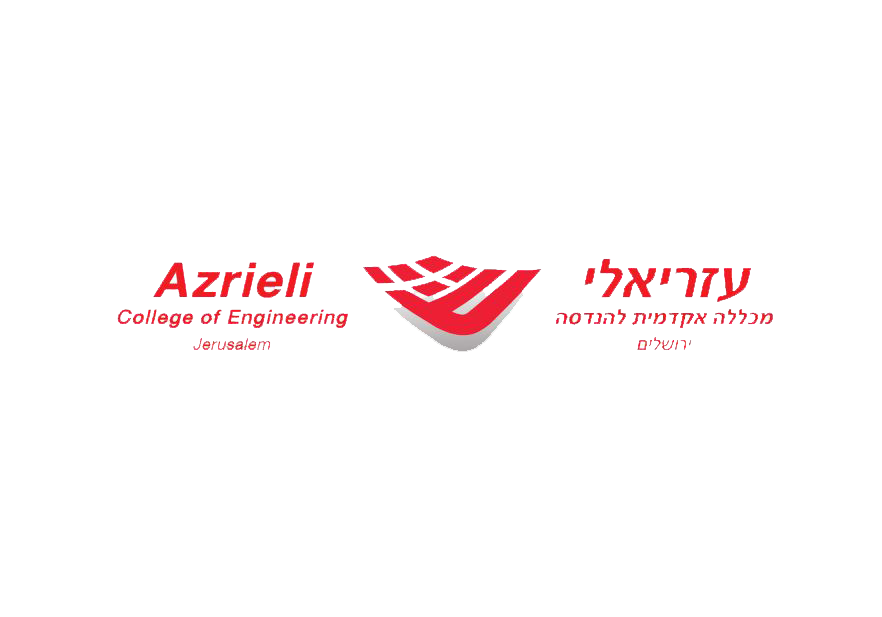 Azrieli
College of Engineering
Jerusalem
עזריאלי
מכללה אקדמית להנדסה
ירושלים